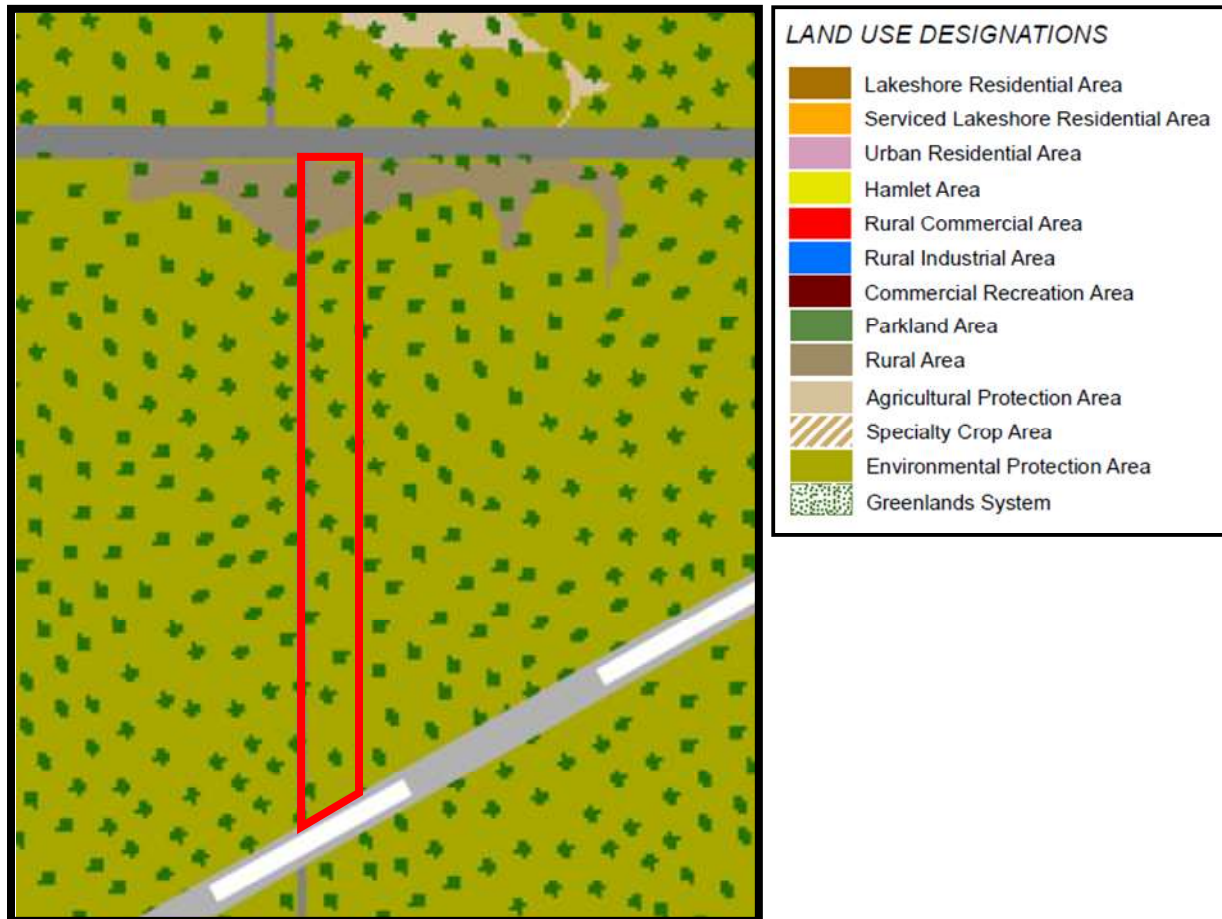 LAND USE DESIGNATIONS
Lakeshore Residential Area
Serviced Lakeshore Residential Area
Urban Residential Area
Hamlet Area
Rural Commercial Area
Rural Industrial Area
Commercial Recreation Area
Parkland Area
Rural Area
Agricultural Protection Area
Specialty Crop Area
Environmental Protection Area
Greenlands System